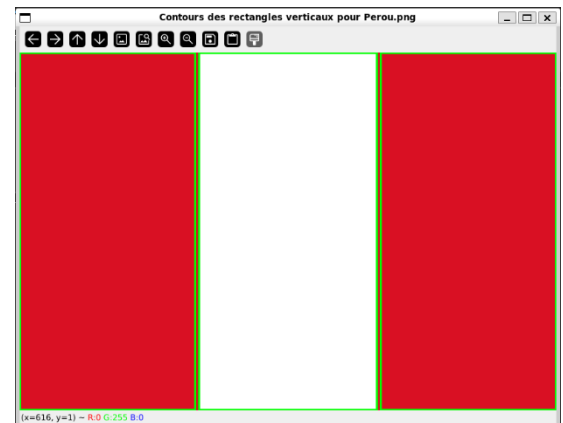 Contours des rectangles verticaux pour Perou.png
(x=616, y=1) ~ R:0 G:255 B:0